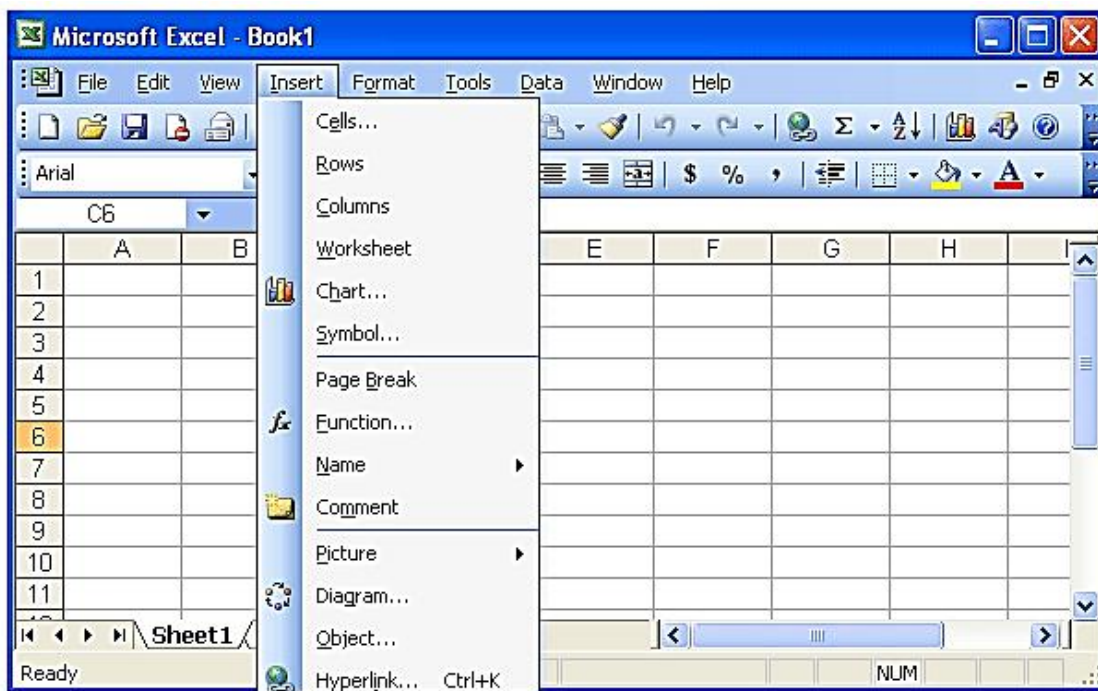 Microsoft Excel - Book1
File Edit View Insert Format Tools Data Window Help
Σ A Z $ % , A
Arial
C6
A B E F G H
1
2
3
4
5
6
7
8
9
10
11
Cells...
Rows
Columns
Worksheet
Chart...
Symbol...
Page Break
fx Function...
Name
Comment
Picture
Diagram...
Object...
Hyperlink... Ctrl+K
Sheet1
Ready NUM